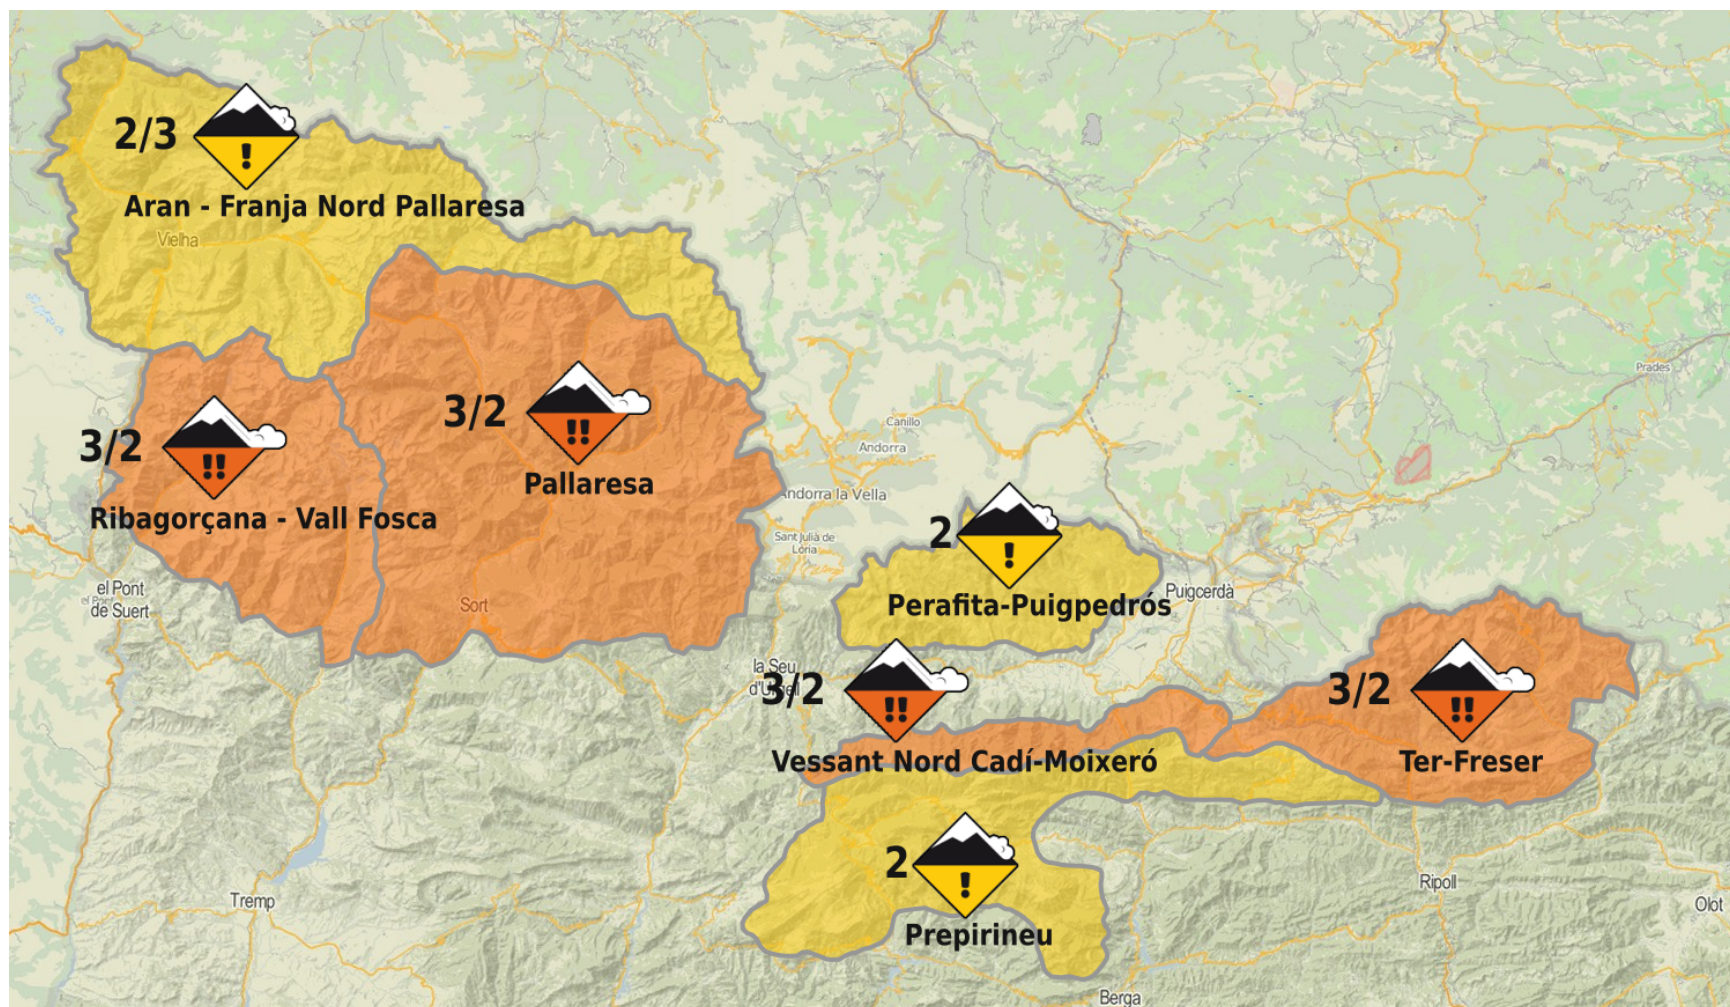 2/3
!
Aran - Franja Nord Pallaresa
Vielha
3/2
!!
Ribagorçana - Vall Fosca
3/2
!!
Pallaresa
Prades
Canillo
Andorra
Andorra la Vella
Sant Julià de
Lòria
2
!
Perafita-Puigpedrós
Puigcerdà
el Pont
de Suert
Sort
la Seu
3/2
!!
Vessant Nord Cadí-Moixeró
3/2
!!
Ter-Freser
2
!
Prepirineu
Tremp
Ripoll
Olot
Berga